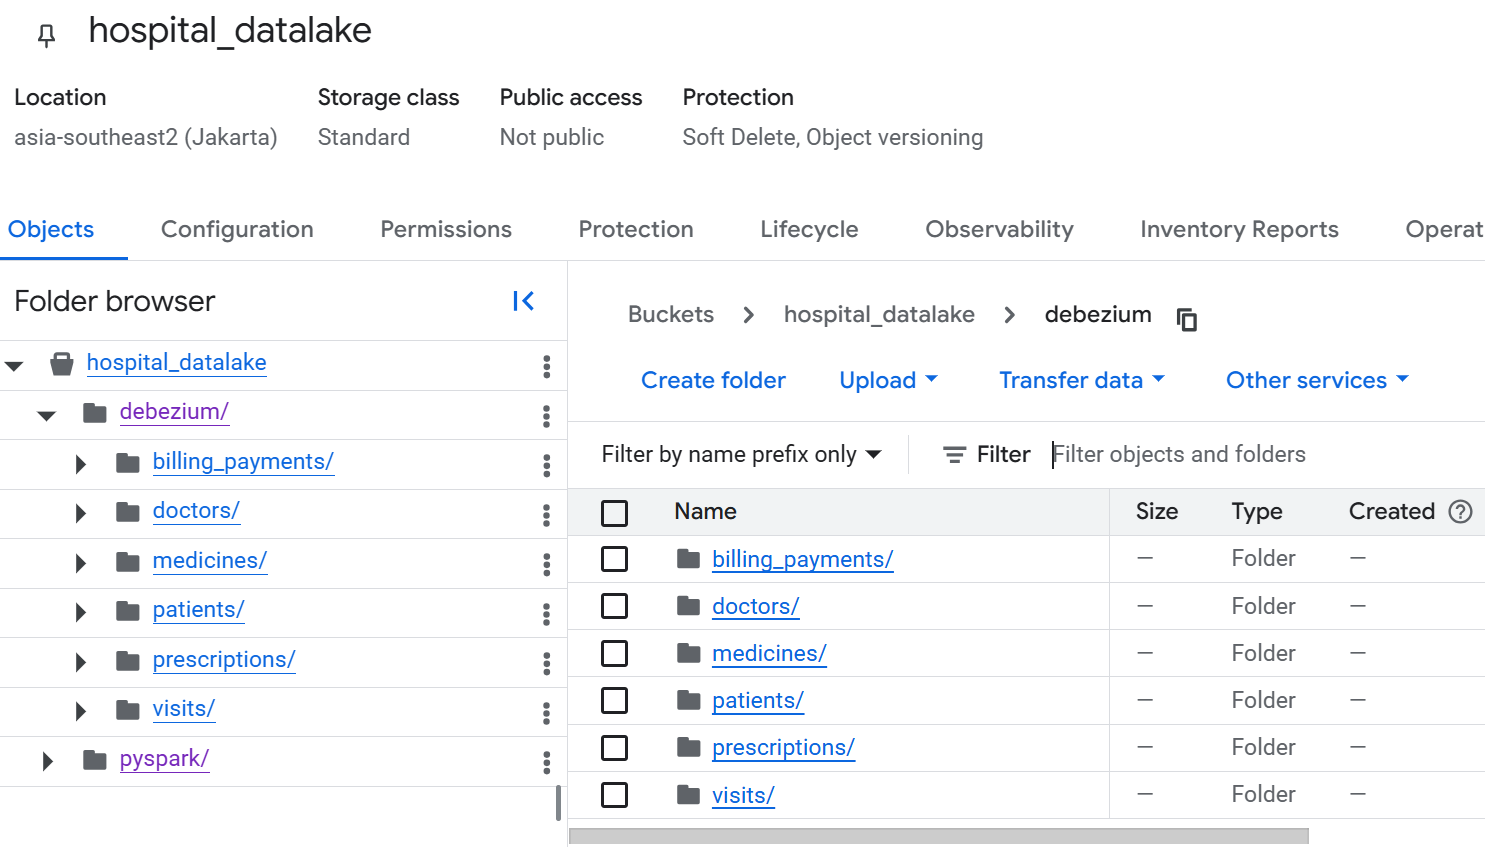 hospital_datalake
Location Storage class Public access Protection
asia-southeast2 (Jakarta) Standard Not public Soft Delete, Object versioning
Objects Configuration Permissions Protection Lifecycle Observability Inventory Reports Operat
Folder browser
hospital_datalake
debezium/
billing_payments/
doctors/
medicines/
patients/
prescriptions/
visits/
pyspark/
Buckets hospital_datalake debezium
Create folder Upload Transfer data Other services
Filter by name prefix only Filter Filter objects and folders
Name Size Type Created
billing_payments/ — Folder —
doctors/ — Folder —
medicines/ — Folder —
patients/ — Folder —
prescriptions/ — Folder —
visits/ — Folder —